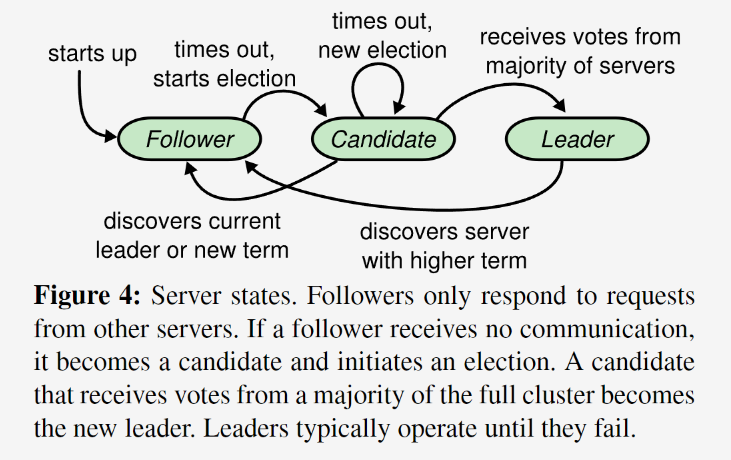 times out,
new election
starts up
times out,
starts election
receives votes from
majority of servers
Follower
Candidate
Leader
discovers current
leader or new term
discovers server
with higher term
Figure 4: Server states. Followers only respond to requests
from other servers. If a follower receives no communication,
it becomes a candidate and initiates an election. A candidate
that receives votes from a majority of the full cluster becomes
the new leader. Leaders typically operate until they fail.